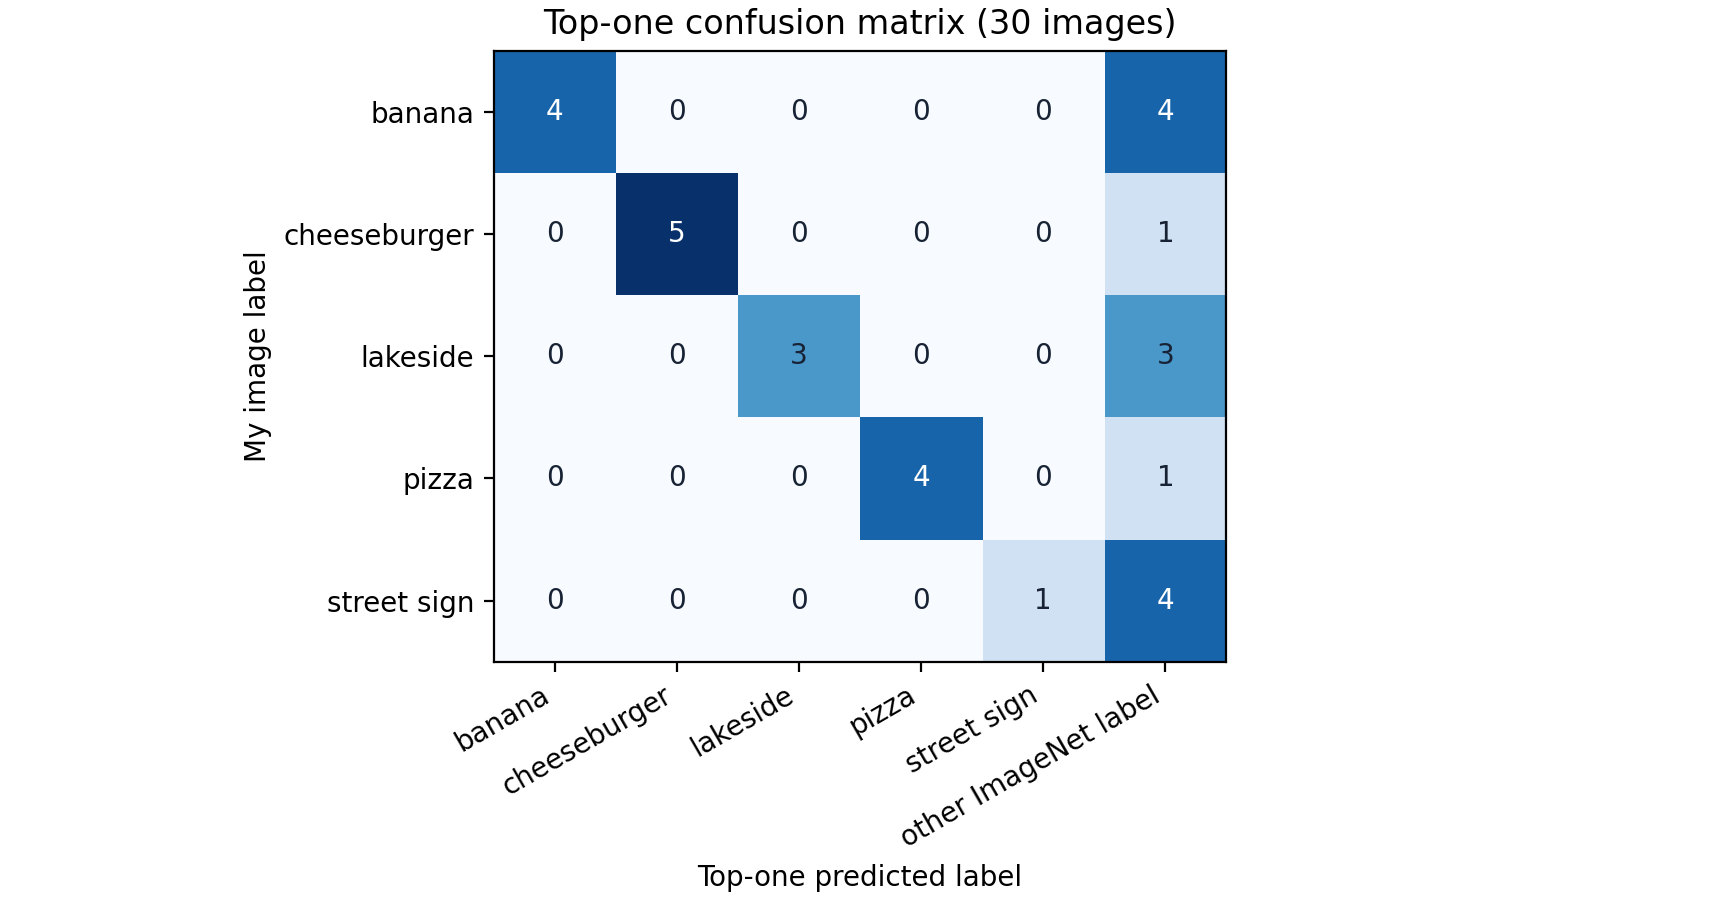 Top-one confusion matrix (30 images)
My image label
banana 4 0 0 0 0 4
cheeseburger 0 5 0 0 0 1
lakeside 0 0 3 0 0 3
pizza 0 0 0 4 0 1
street sign 0 0 0 0 1 4
banana
cheeseburger
lakeside
pizza
street sign
other ImageNet label
Top-one predicted label